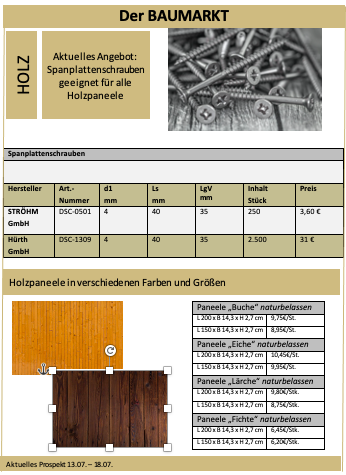 Der BAUMARKT
HOLZ
Aktuelles Angebot:
Spanplattenschrauben
geeignet für alle
Holzpaneele
Spanplattenschrauben
Hersteller Art.-Nummer d1 mm Ls mm LgV mm Inhalt Stück Preis
STRÖHM GmbH DSC-0501 4 40 35 250 3,60 €
Hürth GmbH DSC-1309 4 40 35 2.500 31 €
Holzpaneele in verschiedenen Farben und Größen
Paneele „Buche“ naturbelassen
L 200 x B 14,3 x H 2,7 cm 9,75€/St.
L 150 x B 14,3 x H 2,7 cm 8,95€/St.
Paneele „Eiche“ naturbelassen
L 200 x B 14,3 x H 2,7 cm 10,45€/St.
L 150 x B 14,3 x H 2,7 cm 9,95€/St.
Paneele „Lärche“ naturbelassen
L 200 x B 14,3 x H 2,7 cm 9,80€/St.
L 150 x B 14,3 x H 2,7 cm 8,75€/St.
Paneele „Fichte“ naturbelassen
L 200 x B 14,3 x H 2,7 cm 6,45€/St.
L 150 x B 14,3 x H 2,7 cm 6,20€/St.
Aktuelles Prospekt 13.07. – 18.07.